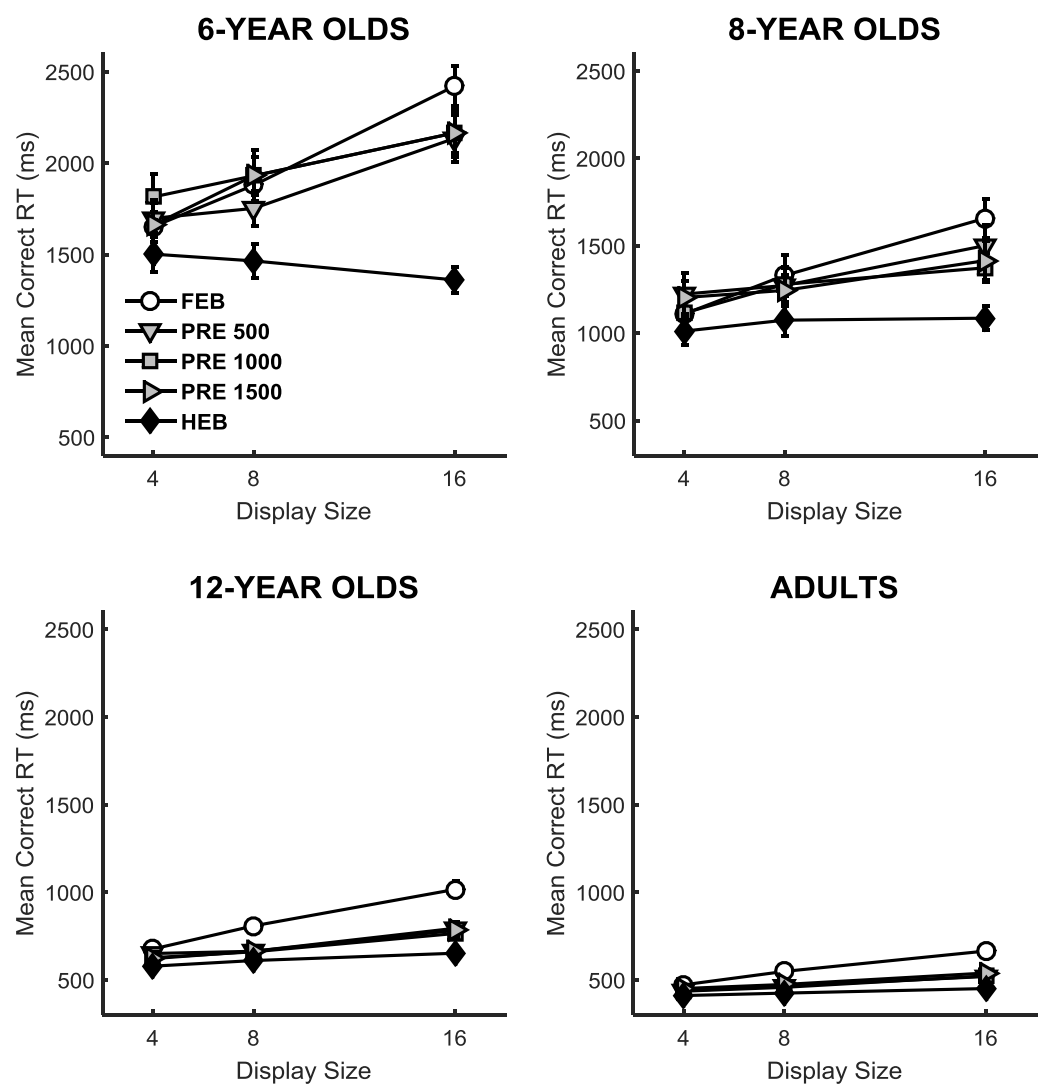 6-YEAR OLDS
Mean Correct RT (ms)
2500
2000
1500
1000
500
FEB
PRE 500
PRE 1000
PRE 1500
HEB
4 8 16
Display Size
8-YEAR OLDS
Mean Correct RT (ms)
2500
2000
1500
1000
500
4 8 16
Display Size
12-YEAR OLDS
Mean Correct RT (ms)
2500
2000
1500
1000
500
4 8 16
Display Size
ADULTS
Mean Correct RT (ms)
2500
2000
1500
1000
500
4 8 16
Display Size